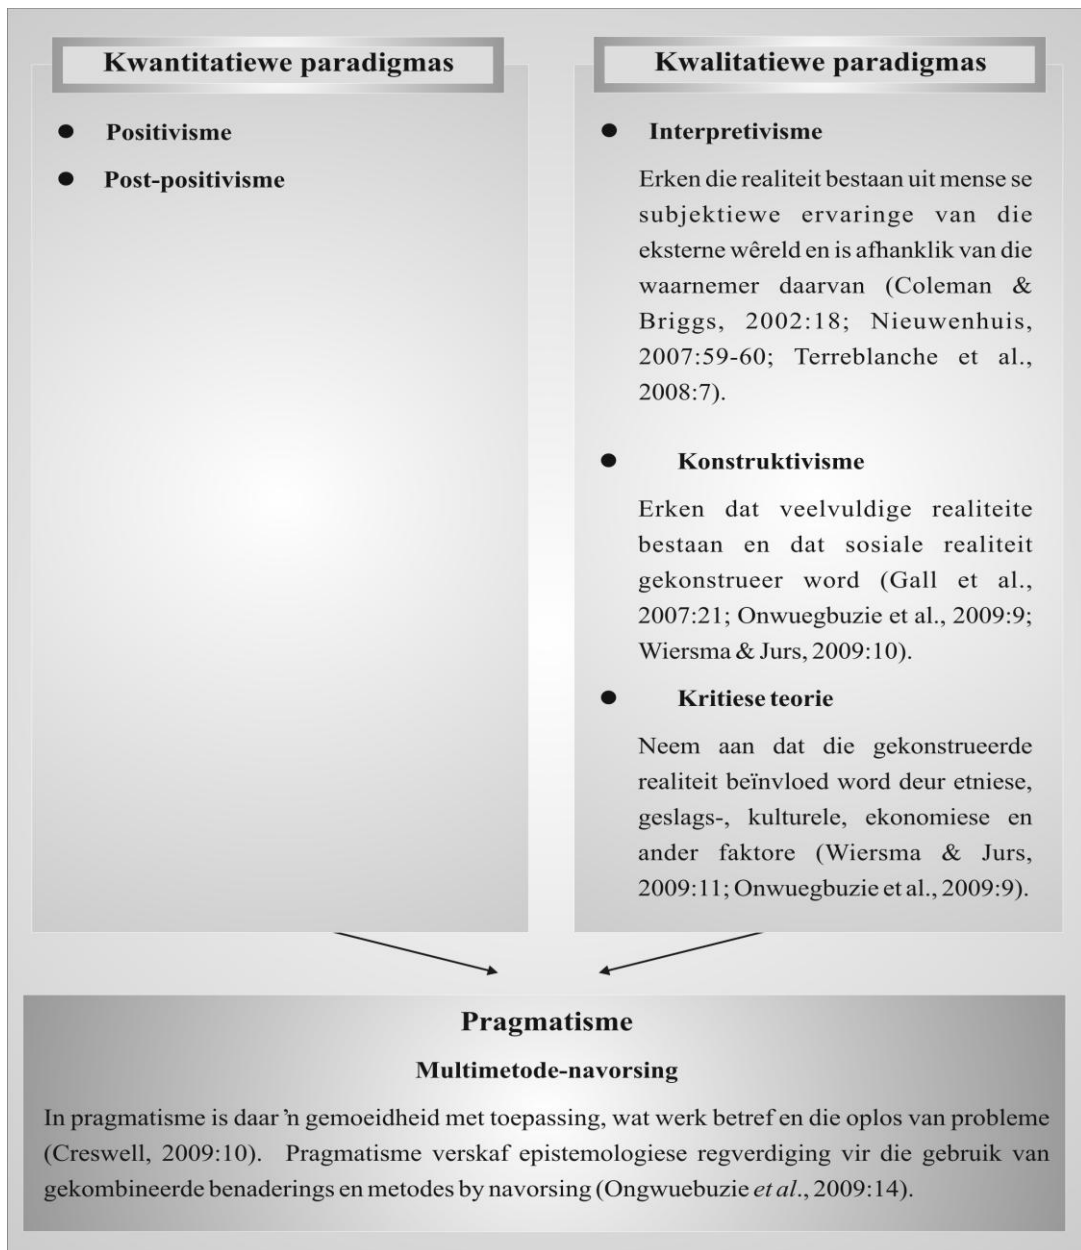 Kwantitatiewe paradigmas
● Positivisme
● Post-positivisme
Kwalitatiewe paradigmas
● Interpretivisme
Erken die realiteit bestaan uit mense se
subjektiewe ervaringe van die
eksterne wêreld en is afhanklik van die
waarnemer daarvan (Coleman &
Briggs, 2002:18; Nieuwenhuis,
2007:59-60; Terreblanche et al.,
2008:7).
● Konstruktivisme
Erken dat veelvuldige realiteite
bestaan en dat sosiale realiteit
gekonstrueer word (Gall et al.,
2007:21; Onwuegbuzie et al., 2009:9;
Wiersma & Jurs, 2009:10).
● Kritiese teorie
Neem aan dat die gekonstrueerde
realiteit beïnvloed word deur etniese,
geslags-, kulturele, ekonomiese en
ander faktore (Wiersma & Jurs,
2009:11; Onwuegbuzie et al., 2009:9).
Pragmatisme
Multimetode-navorsing
In pragmatisme is daar 'n gemoeidheid met toepassing, wat werk betref en die oplos van probleme
(Creswell, 2009:10). Pragmatisme verskaf epistemologiese regverdiging vir die gebruik van
gekombineerde benaderings en metodes by navorsing (Ongwuebuzie et al., 2009:14).